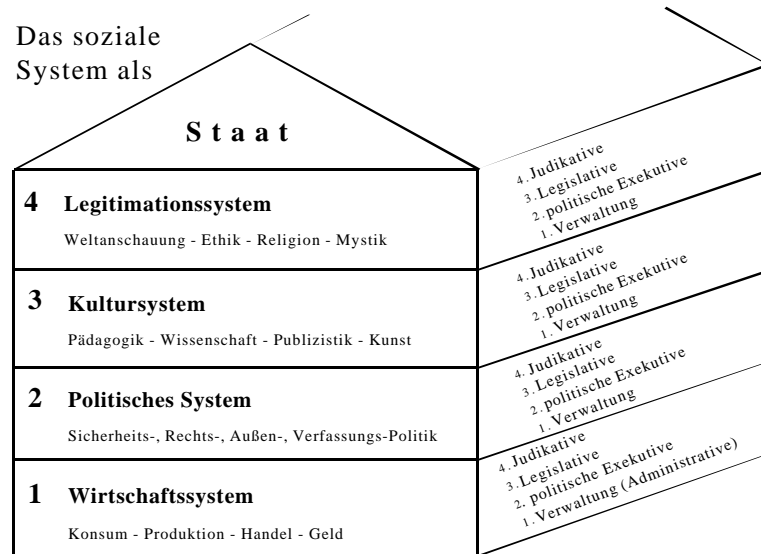 Das soziale
System als
Staat
4 Legitimationssystem
Weltanschauung - Ethik - Religion - Mystik
4. Judikative
3. Legislative
2. politische Exekutive
1. Verwaltung
3 Kultursystem
Pädagogik - Wissenschaft - Publizistik - Kunst
4. Judikative
3. Legislative
2. politische Exekutive
1. Verwaltung
2 Politisches System
Sicherheits-, Rechts-, Außen-, Verfassungs-Politik
4. Judikative
3. Legislative
2. politische Exekutive
1. Verwaltung
1 Wirtschaftssystem
Konsum - Produktion - Handel - Geld
4. Judikative
3. Legislative
2. politische Exekutive
1. Verwaltung (Administrative)